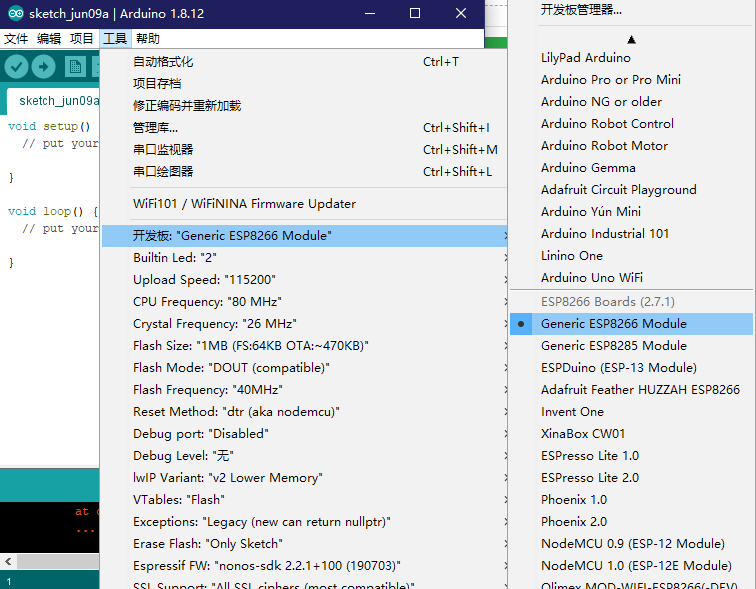 sketch_jun09a | Arduino 1.8.12
文件 编辑 项目 工具 帮助
sketch_jun09a
void setup()
// put your
}
void loop() {
// put your
}
at
...
1
自动格式化 Ctrl+T
项目存档
修正编码并重新加载
管理库... Ctrl+Shift+I
串口监视器 Ctrl+Shift+M
串口绘图器 Ctrl+Shift+L
WiFi101 / WiFiNINA Firmware Updater
开发板: "Generic ESP8266 Module"
Builtin Led: "2"
Upload Speed: "115200"
CPU Frequency: "80 MHz"
Crystal Frequency: "26 MHz"
Flash Size: "1MB (FS:64KB OTA:~470KB)"
Flash Mode: "DOUT (compatible)"
Flash Frequency: "40MHz"
Reset Method: "dtr (aka nodemcu)"
Debug port: "Disabled"
Debug Level: "无"
lwIP Variant: "v2 Lower Memory"
VTables: "Flash"
Exceptions: "Legacy (new can return nullptr)"
Erase Flash: "Only Sketch"
Espressif FW: "nonos-sdk 2.2.1+100 (190703)"
SSL Support: "All SSL ciphers (most compatible)"
开发板管理器...
LilyPad Arduino
Arduino Pro or Pro Mini
Arduino NG or older
Arduino Robot Control
Arduino Robot Motor
Arduino Gemma
Adafruit Circuit Playground
Arduino Yún Mini
Arduino Industrial 101
Linino One
Arduino Uno WiFi
ESP8266 Boards (2.7.1)
Generic ESP8266 Module
Generic ESP8285 Module
ESPDuino (ESP-13 Module)
Adafruit Feather HUZZAH ESP8266
Invent One
XinaBox CW01
ESPresso Lite 1.0
ESPresso Lite 2.0
Phoenix 1.0
Phoenix 2.0
NodeMCU 0.9 (ESP-12 Module)
NodeMCU 1.0 (ESP-12E Module)
Olimex MOD-WIFI-ESP8266(-DEV)